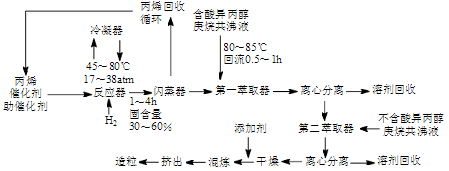 丙烯回收
循环
含酸异丙醇
庚烷共沸液
冷凝器
丙烯
催化剂
助催化剂
45~80℃
17~38atm
反应器
H2
1~4h
固含量
30~60%
闪蒸器
80~85℃
回流0.5~1h
第一萃取器
离心分离
溶剂回收
第二萃取器
不含酸异丙醇
庚烷共沸液
添加剂
造粒
挤出
混炼
干燥
离心分离
溶剂回收